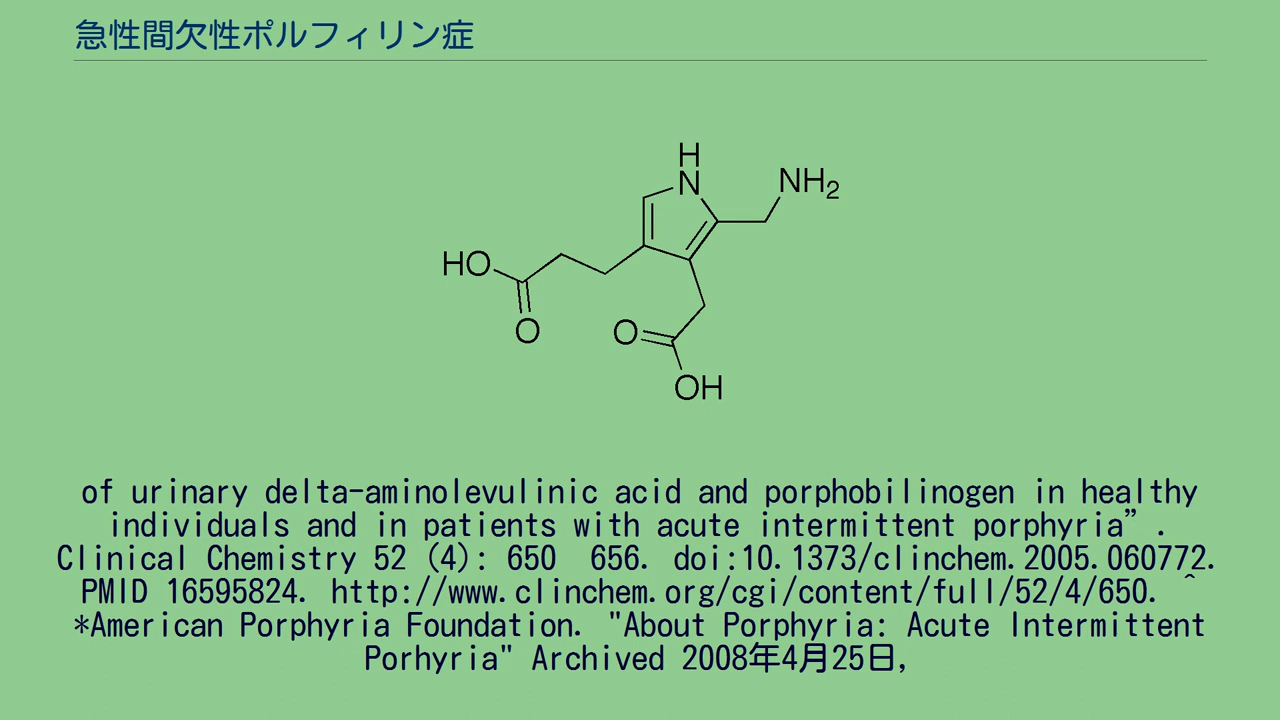 急性間欠性ポルフィリン症
H
N
NH2
HO
O
O
OH
of urinary delta-aminolevulinic acid and porphobilinogen in healthy
individuals and in patients with acute intermittent porphyria”.
Clinical Chemistry 52 (4): 650  656. doi:10.1373/clinchem.2005.060772.
PMID 16595824. http://www.clinchem.org/cgi/content/full/52/4/650. ^
*American Porphyria Foundation. "About Porphyria: Acute Intermittent
Porhyria" Archived 2008年4月25日,